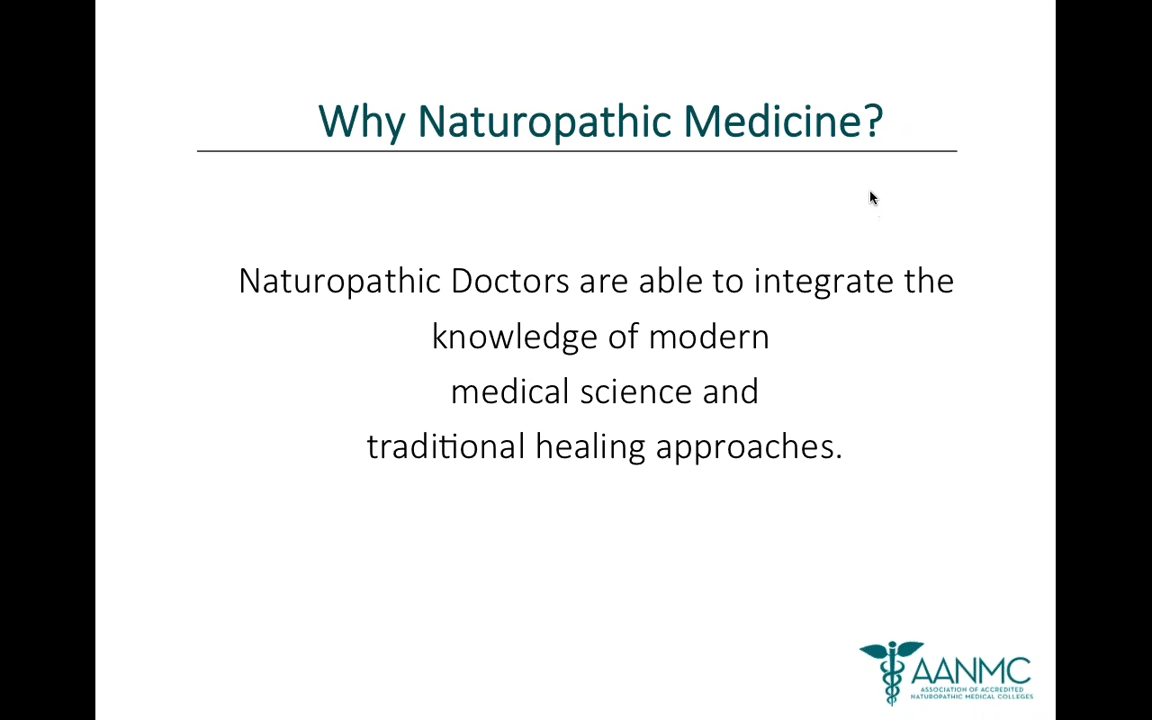 Why Naturopathic Medicine?
Naturopathic Doctors are able to integrate the
knowledge of modern
medical science and
traditional healing approaches.
AANMC
ASSOCIATION OF ACCREDITED
NATUROPATHIC MEDICAL COLLEGES